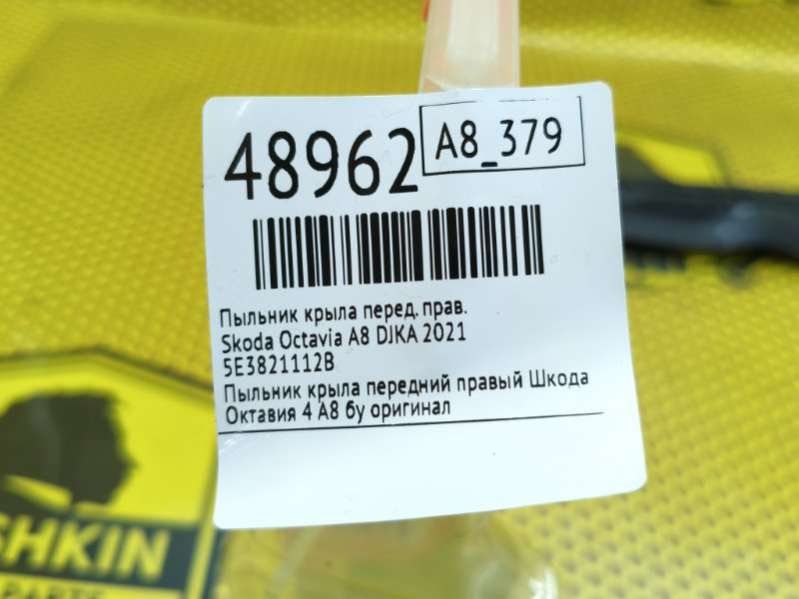 48962
A8_379
Пыльник крыла перед. прав.
Skoda Octavia A8 DJKA 2021
5E3821112B
Пыльник крыла передний правый Шкода
Октавия 4 A8 бу оригинал
SHKIN
PARTS